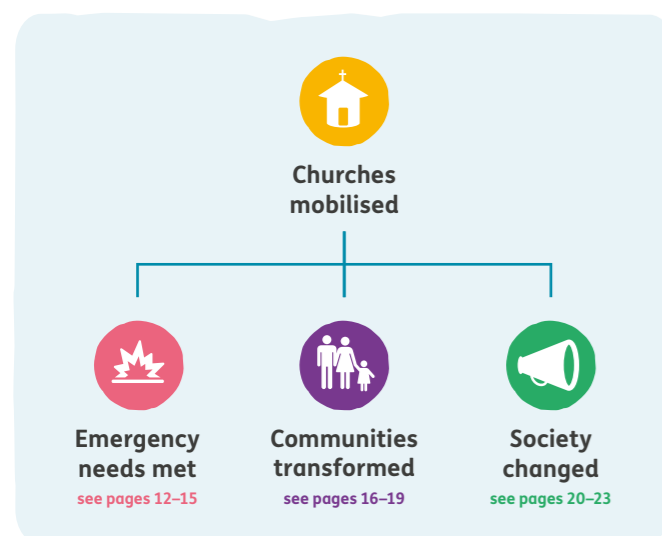 Churches
mobilised
Emergency
needs met
see pages 12–15
Communities
transformed
see pages 16–19
Society
changed
see pages 20–23